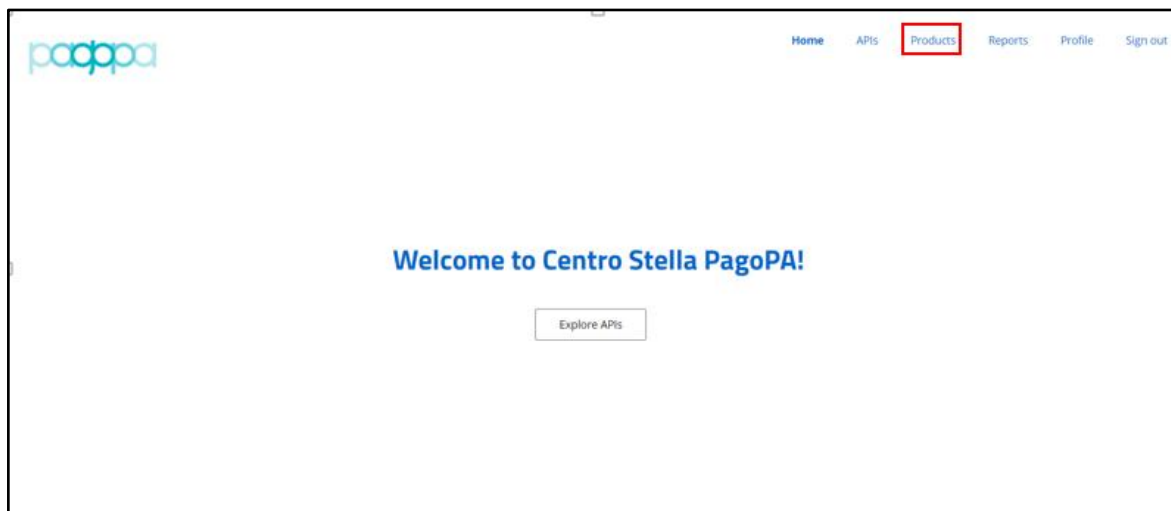 pagopa
Home APIs Products Reports Profile Sign out
Welcome to Centro Stella PagoPA!
Explore APIs